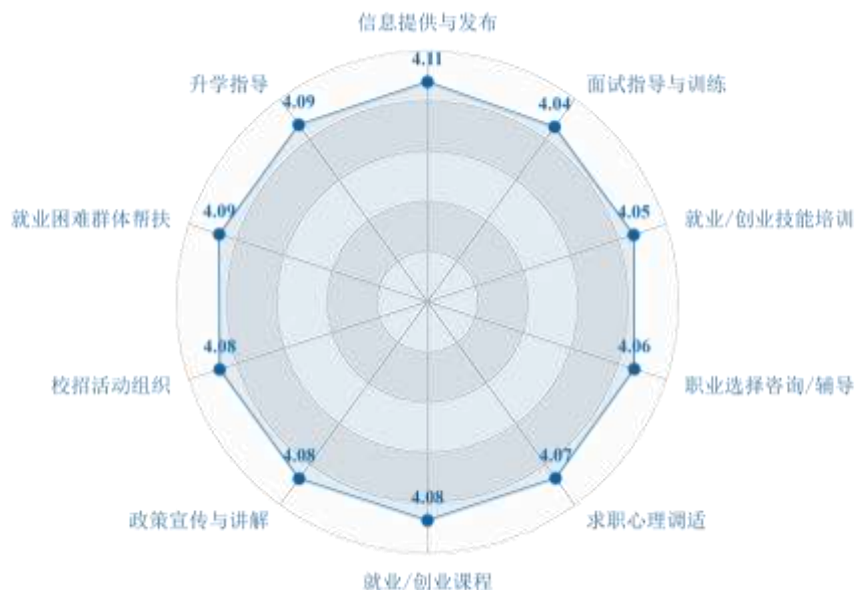 信息提供与发布
4.11
升学指导
4.09
4.04
面试指导与训练
就业困难群体帮扶
4.09
4.05
就业/创业技能培训
校招活动组织
4.08
4.06
职业选择咨询/辅导
政策宣传与讲解
4.08
4.07
求职心理调适
4.08
就业/创业课程